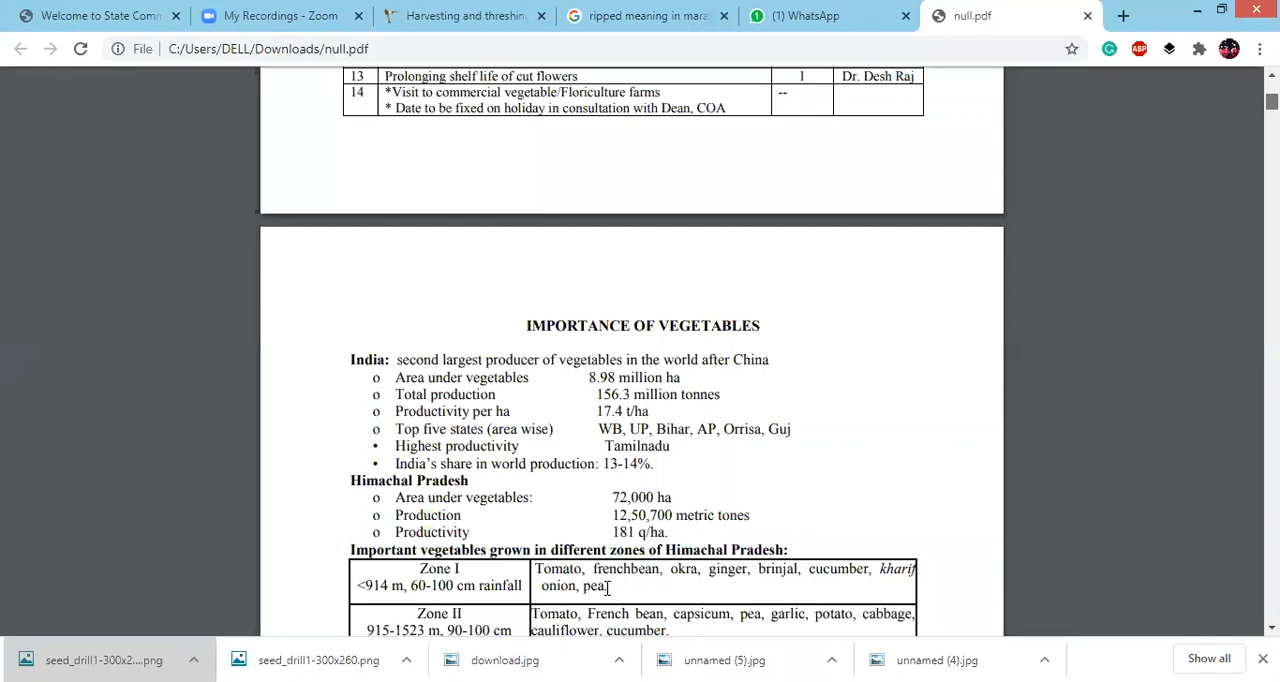 Welcome to State Comm
My Recordings - Zoom
Harvesting and threshin
ripped meaning in mara
(1) WhatsApp
null.pdf
File | C:/Users/DELL/Downloads/null.pdf
ABP
13 Prolonging shelf life of cut flowers 1 Dr. Desh Raj
14 *Visit to commercial vegetable/Floriculture farms --
* Date to be fixed on holiday in consultation with Dean, COA
IMPORTANCE OF VEGETABLES
India: second largest producer of vegetables in the world after China
o Area under vegetables 8.98 million ha
o Total production 156.3 million tonnes
o Productivity per ha 17.4 t/ha
o Top five states (area wise) WB, UP, Bihar, AP, Orrisa, Guj
• Highest productivity Tamilnadu
• India's share in world production: 13-14%.
Himachal Pradesh
o Area under vegetables: 72,000 ha
o Production 12,50,700 metric tones
o Productivity 181 q/ha.
Important vegetables grown in different zones of Himachal Pradesh:
Zone I Tomato, frenchbean, okra, ginger, brinjal, cucumber, kharif
<914 m, 60-100 cm rainfall onion, pea
Zone II Tomato, French bean, capsicum, pea, garlic, potato, cabbage,
915-1523 m, 90-100 cm cauliflower, cucumber.
seed_drill1-300x2....png
seed_drill1-300x260.png
download.jpg
unnamed (5).jpg
unnamed (4).jpg
Show all